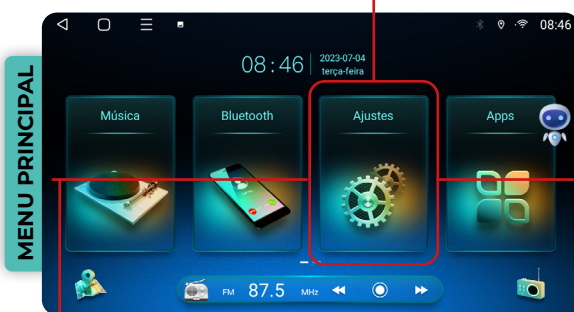 MENU PRINCIPAL
08:46
08:46
2023-07-04
terça-feira
Música
Bluetooth
Ajustes
Apps
FM 87.5 MHz